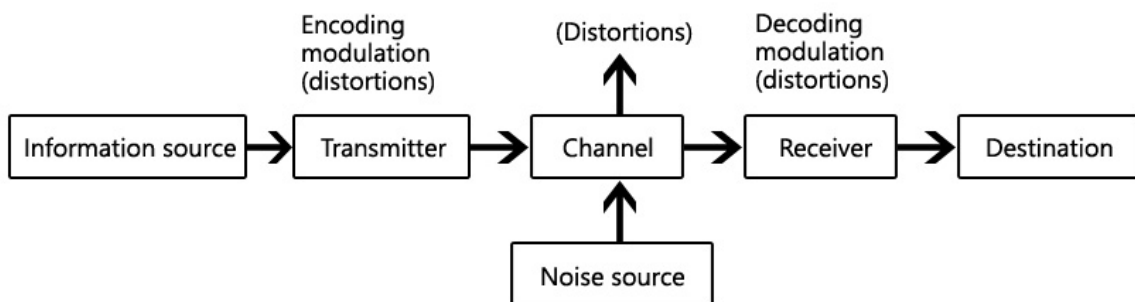 Encoding
modulation
(distortions)
(Distortions)
Decoding
modulation
(distortions)
Information source
Transmitter
Channel
Receiver
Destination
Noise source